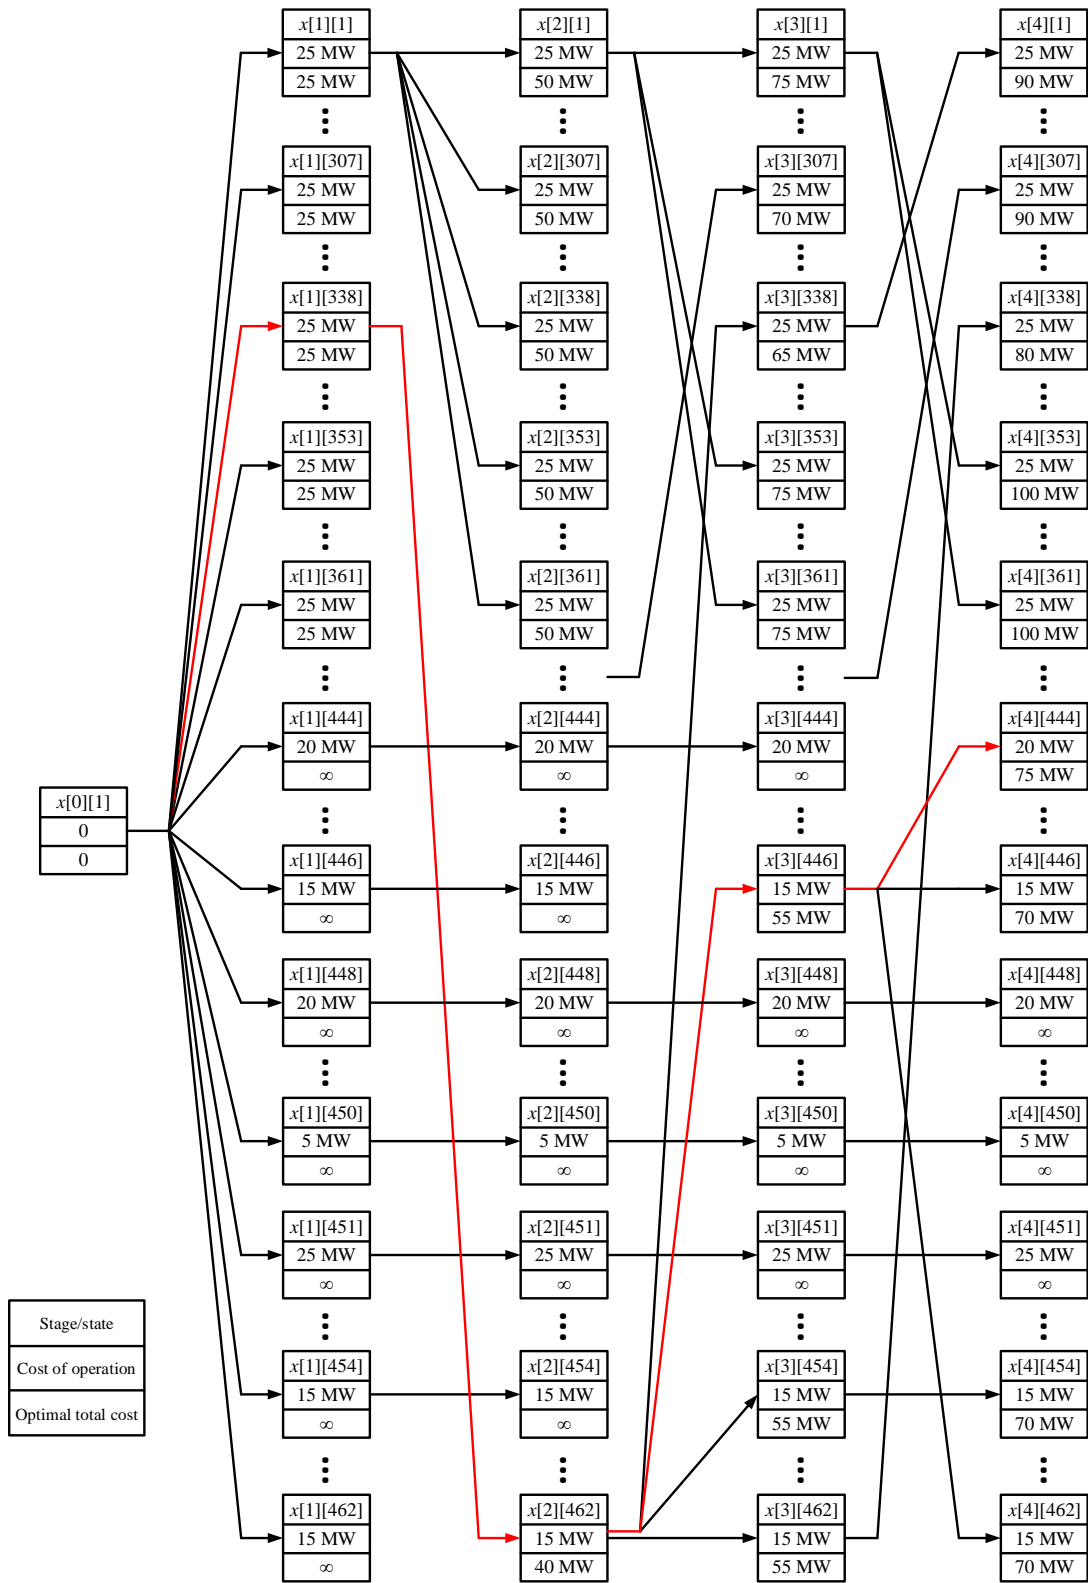 x[1][1]
25 MW
25 MW
x[2][1]
25 MW
50 MW
x[3][1]
25 MW
75 MW
x[4][1]
25 MW
90 MW
x[1][307]
25 MW
25 MW
x[2][307]
25 MW
50 MW
x[3][307]
25 MW
70 MW
x[4][307]
25 MW
90 MW
x[1][338]
25 MW
25 MW
x[2][338]
25 MW
50 MW
x[3][338]
25 MW
65 MW
x[4][338]
25 MW
80 MW
x[1][353]
25 MW
25 MW
x[2][353]
25 MW
50 MW
x[3][353]
25 MW
75 MW
x[4][353]
25 MW
100 MW
x[1][361]
25 MW
25 MW
x[2][361]
25 MW
50 MW
x[3][361]
25 MW
75 MW
x[4][361]
25 MW
100 MW
x[1][444]
20 MW
∞
x[2][444]
20 MW
∞
x[3][444]
20 MW
∞
x[4][444]
20 MW
75 MW
x[0][1]
0
0
x[1][446]
15 MW
∞
x[2][446]
15 MW
∞
x[3][446]
15 MW
55 MW
x[4][446]
15 MW
70 MW
x[1][448]
20 MW
∞
x[2][448]
20 MW
∞
x[3][448]
20 MW
∞
x[4][448]
20 MW
∞
x[1][450]
5 MW
∞
x[2][450]
5 MW
∞
x[3][450]
5 MW
∞
x[4][450]
5 MW
∞
x[1][451]
25 MW
∞
x[2][451]
25 MW
∞
x[3][451]
25 MW
∞
x[4][451]
25 MW
∞
Stage/state
Cost of operation
Optimal total cost
x[1][454]
15 MW
∞
x[2][454]
15 MW
∞
x[3][454]
15 MW
55 MW
x[4][454]
15 MW
70 MW
x[1][462]
15 MW
∞
x[2][462]
15 MW
40 MW
x[3][462]
15 MW
55 MW
x[4][462]
15 MW
70 MW